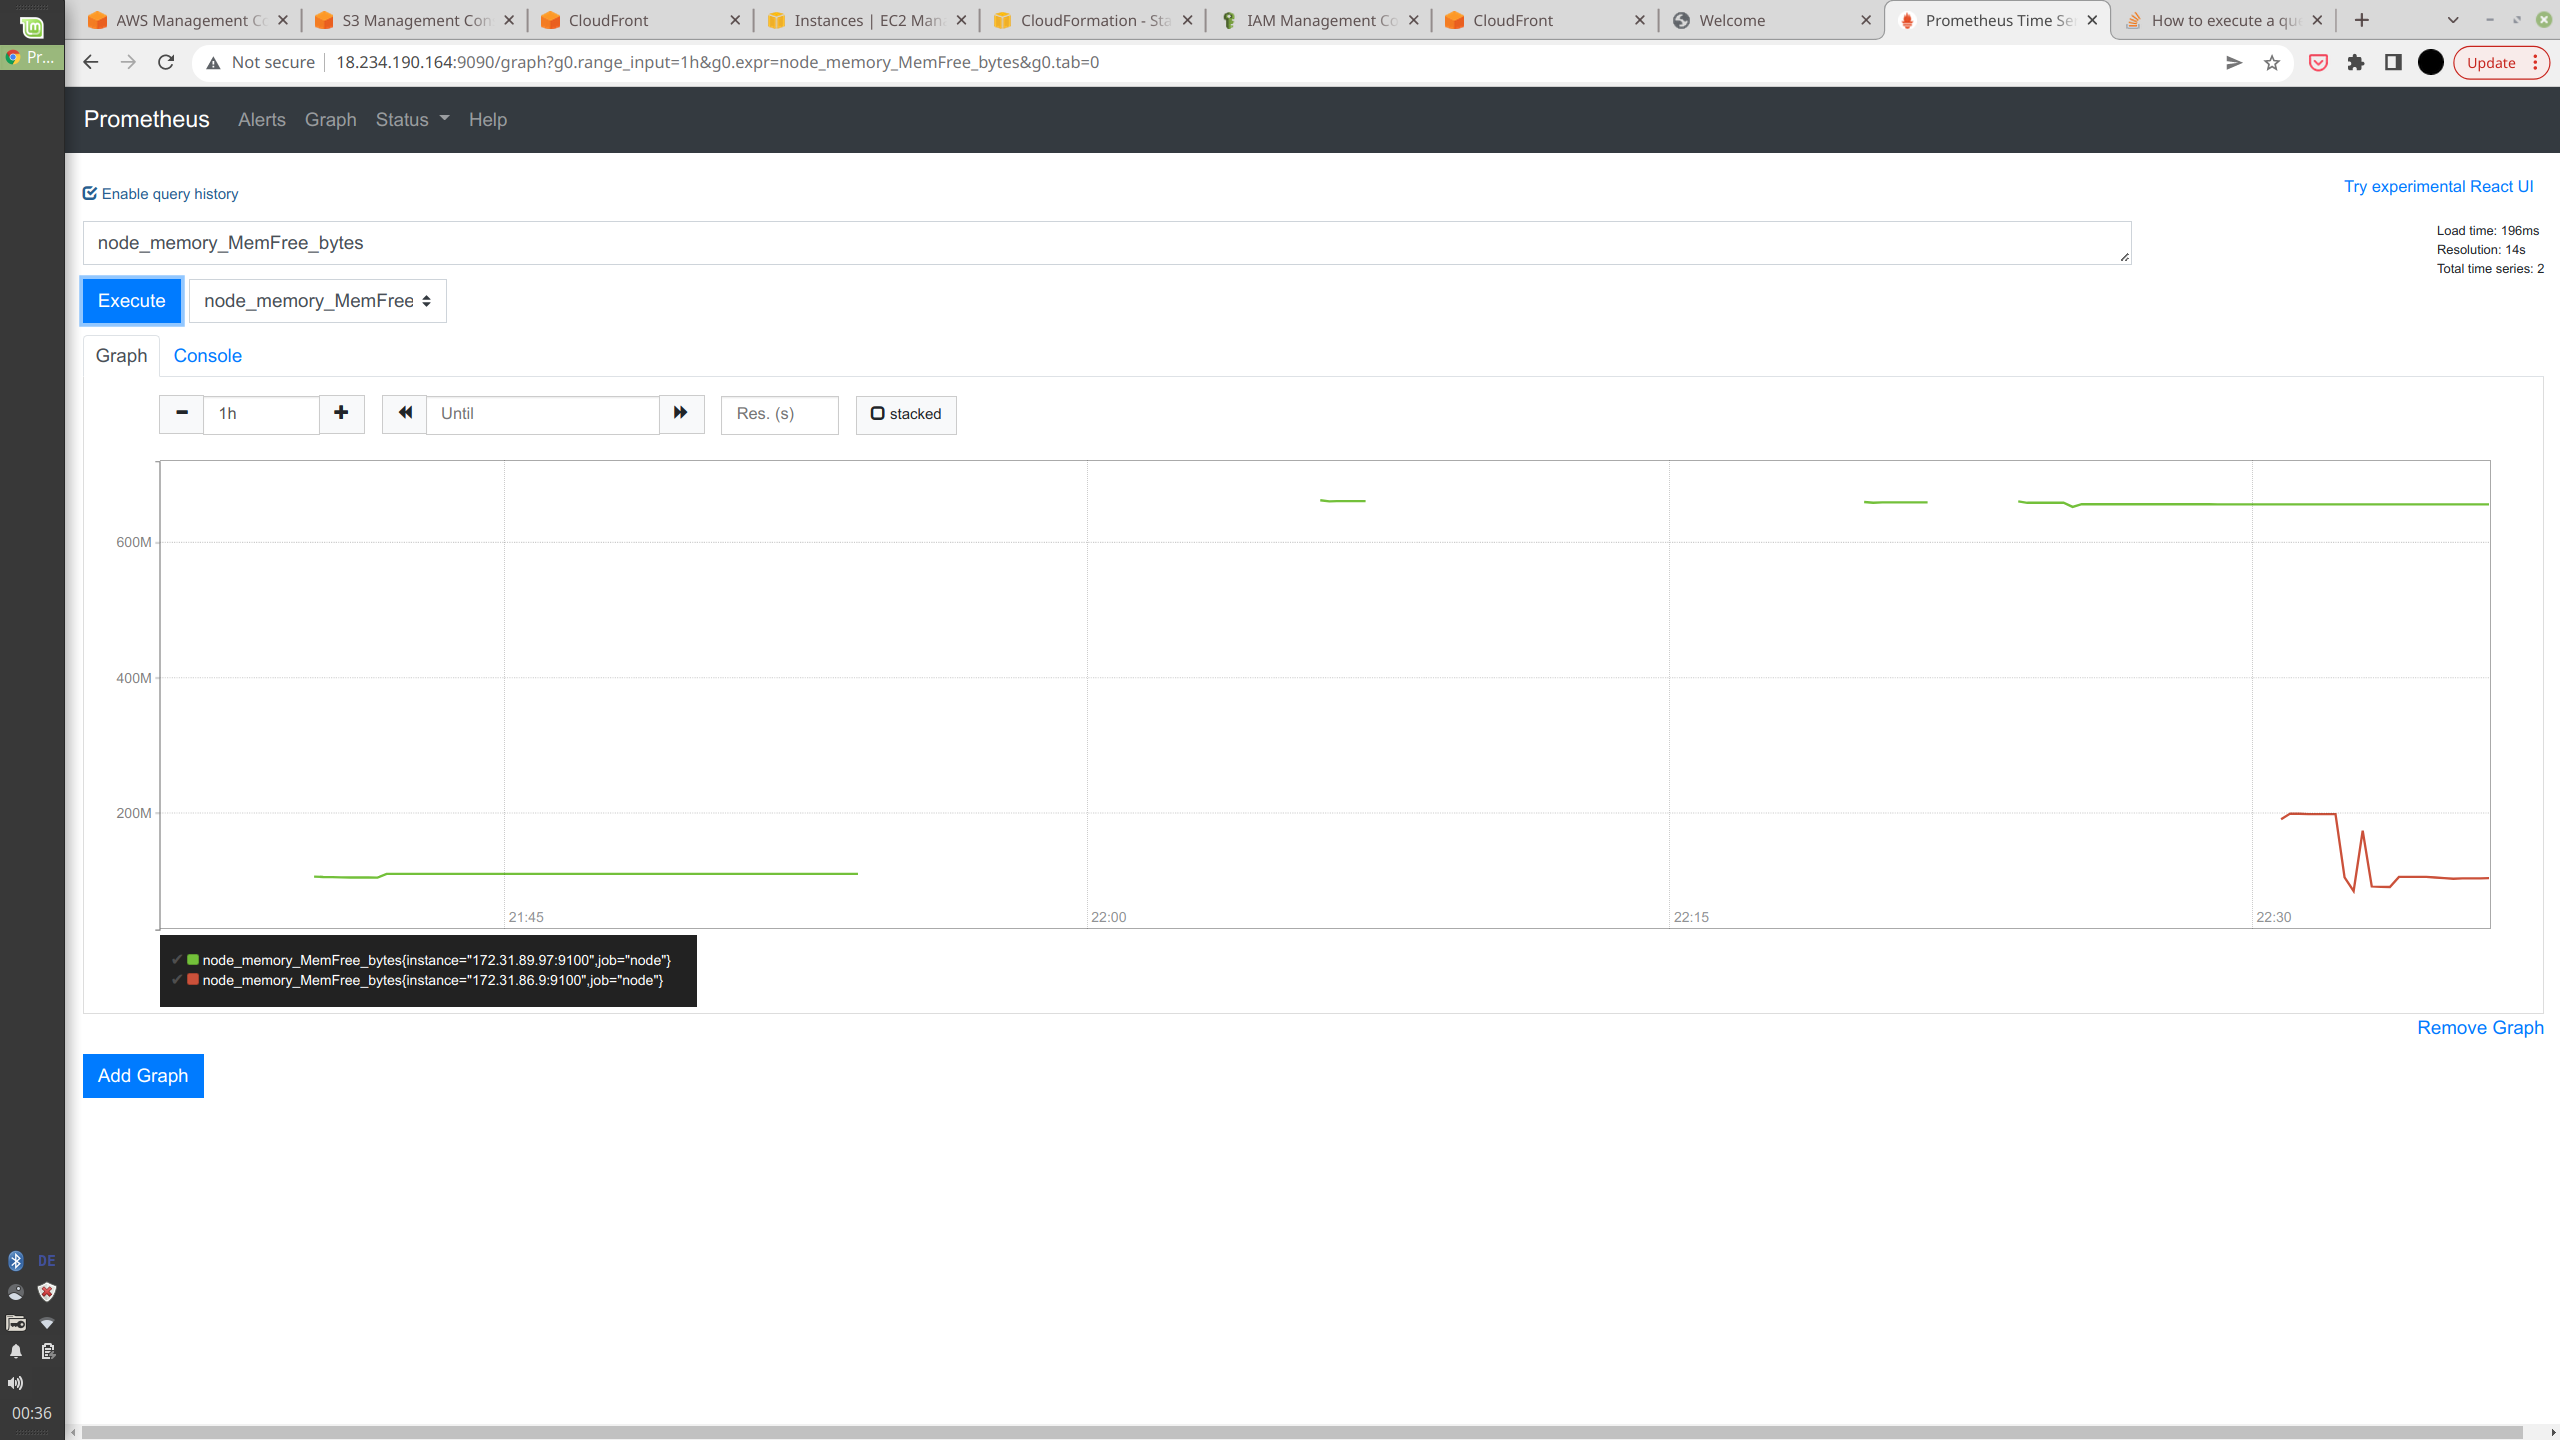 AWS Management Co
S3 Management Con
CloudFront
Instances | EC2 Man
CloudFormation - Sta
IAM Management Co
CloudFront
Welcome
Prometheus Time Se
How to execute a qu
Pr...
Not secure
18.234.190.164:9090/graph?g0.range_input=1h&g0.expr=node_memory_MemFree_bytes&g0.tab=0
Update
Prometheus Alerts Graph Status Help
Enable query history
Try experimental React UI
node_memory_MemFree_bytes
Load time: 196ms
Resolution: 14s
Total time series: 2
Execute
node_memory_MemFree
Graph Console
1h
Until
Res. (s)
stacked
600M
400M
200M
21:45
22:00
22:15
22:30
node_memory_MemFree_bytes{instance="172.31.89.97:9100",job="node"}
node_memory_MemFree_bytes{instance="172.31.86.9:9100",job="node"}
Remove Graph
Add Graph
DE
00:36